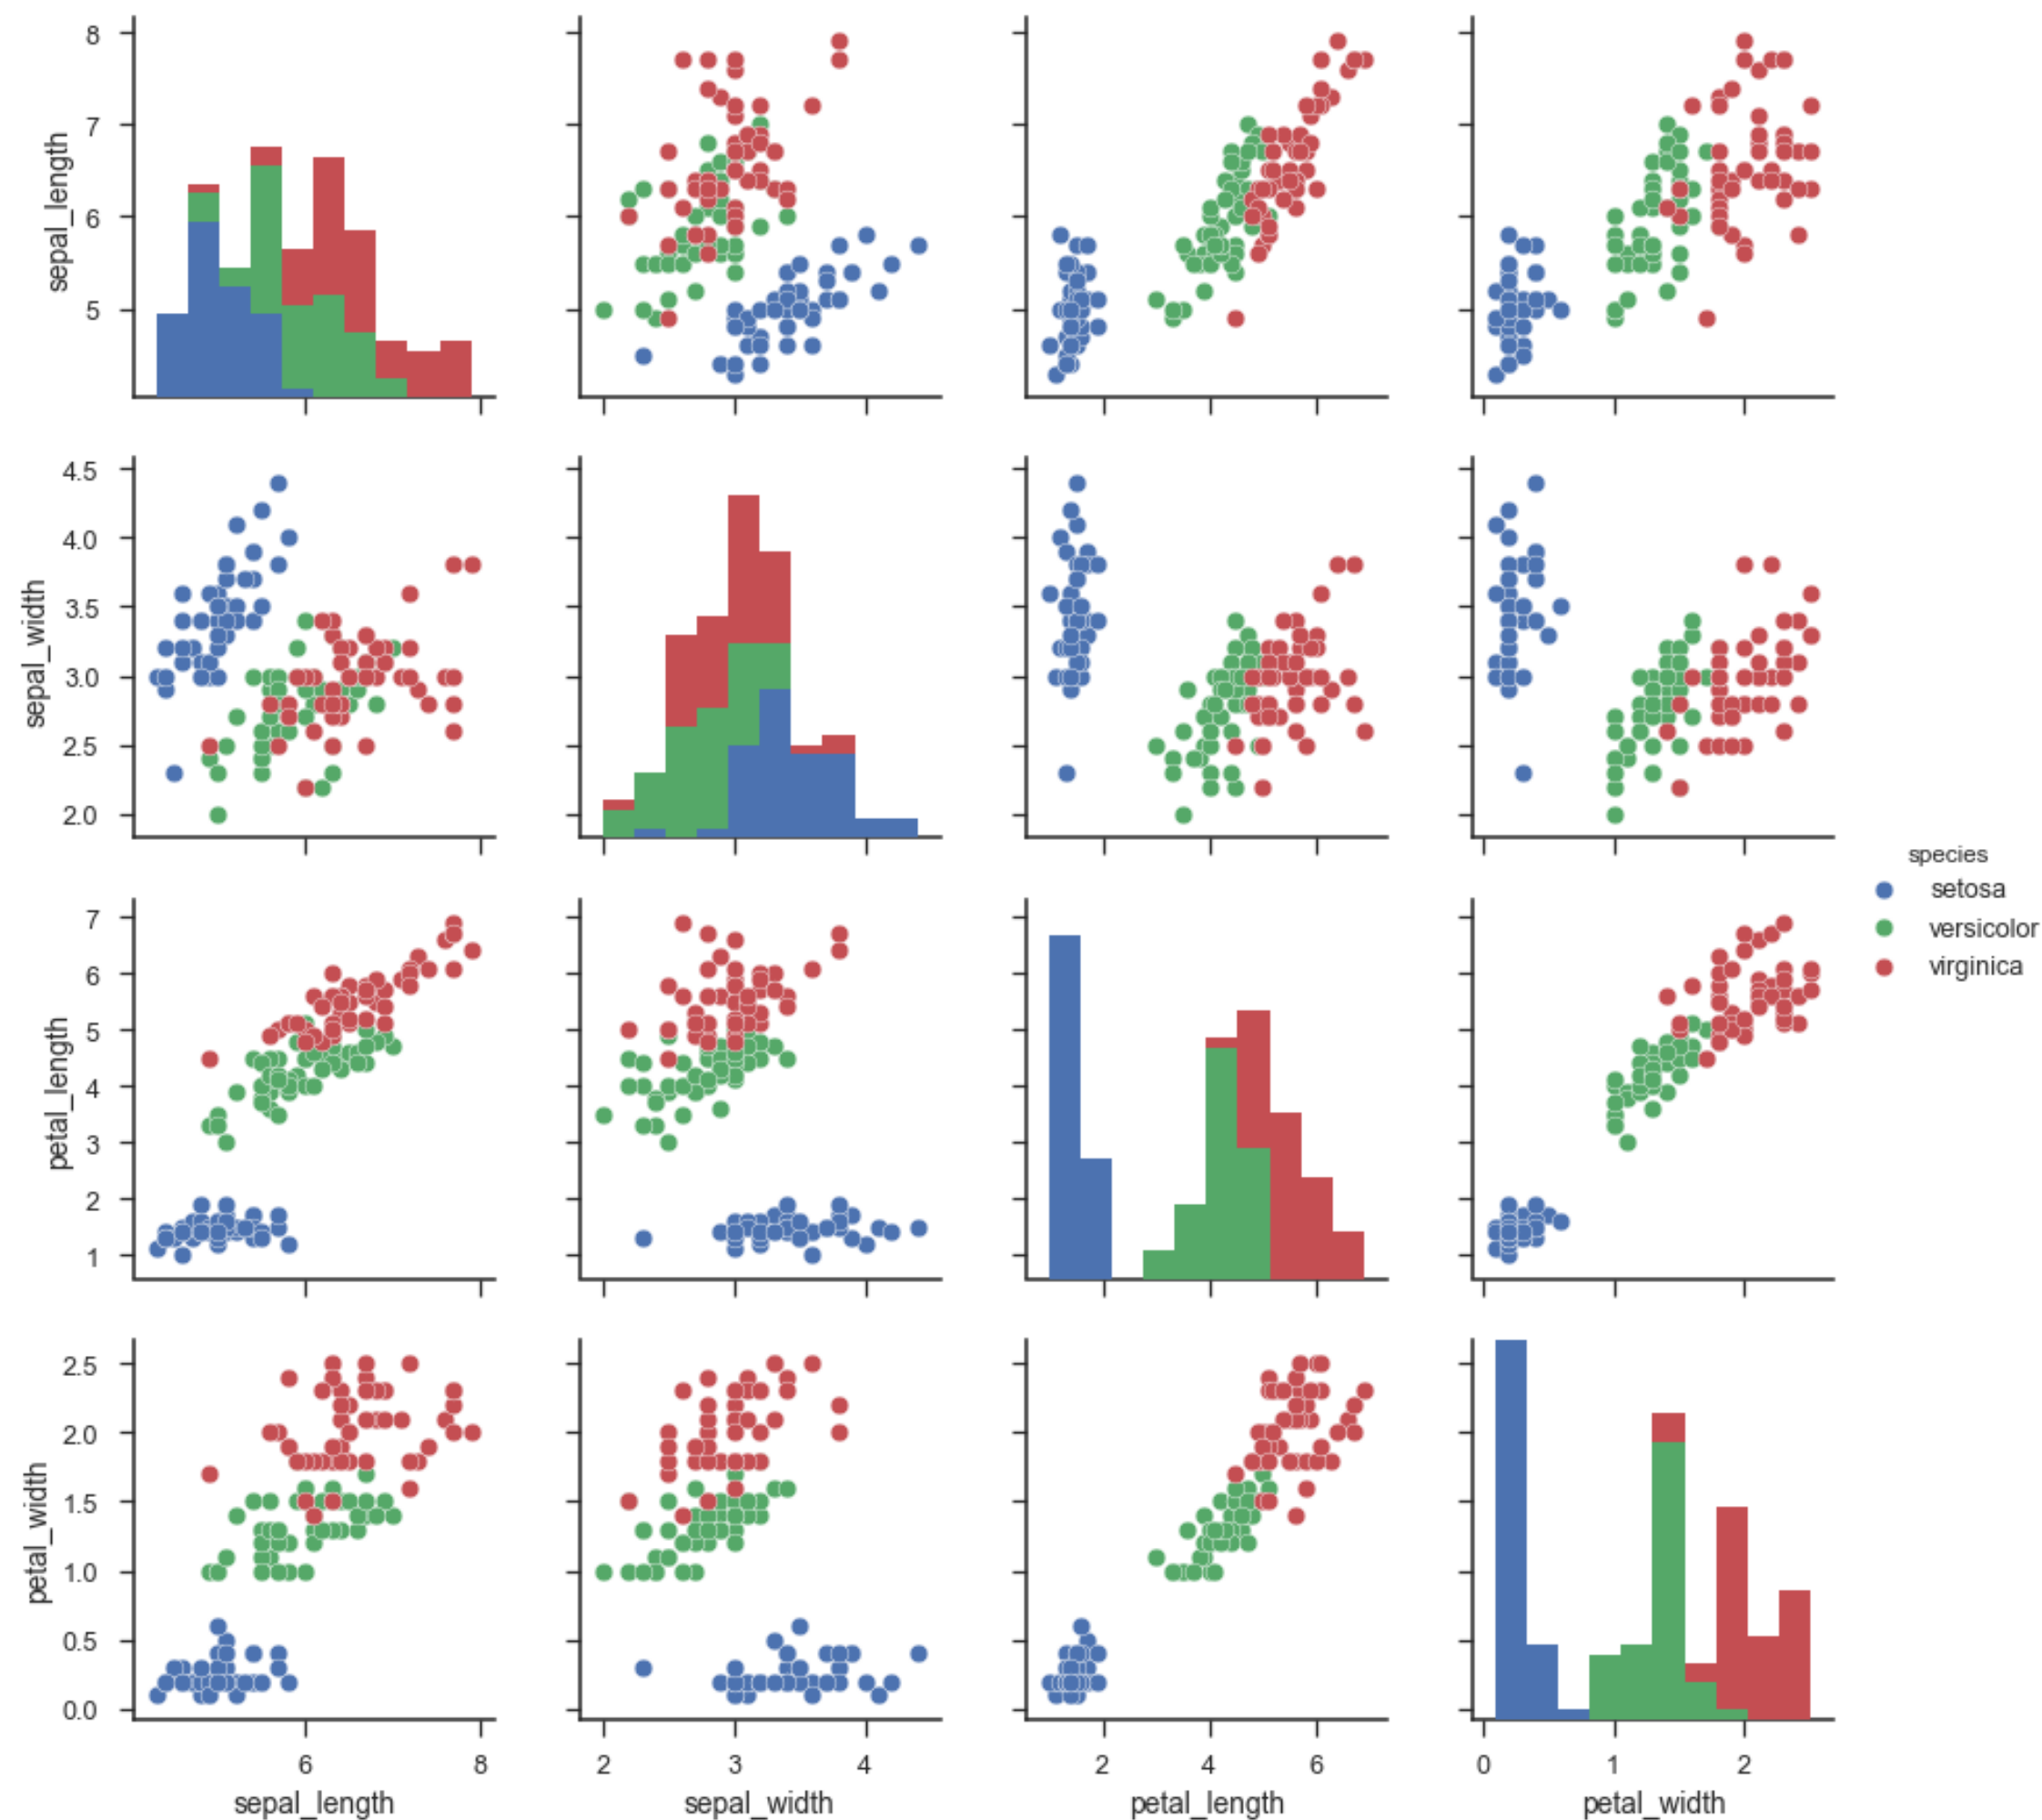 8
7
6
5
sepal_length
4.5
4.0
3.5
3.0
2.5
2.0
sepal_width
species
setosa
versicolor
virginica
7
6
5
4
3
2
1
petal_length
2.5
2.0
1.5
1.0
0.5
0.0
petal_width
6 8 2 3 4 2 4 6 0 1 2
sepal_length sepal_width petal_length petal_width